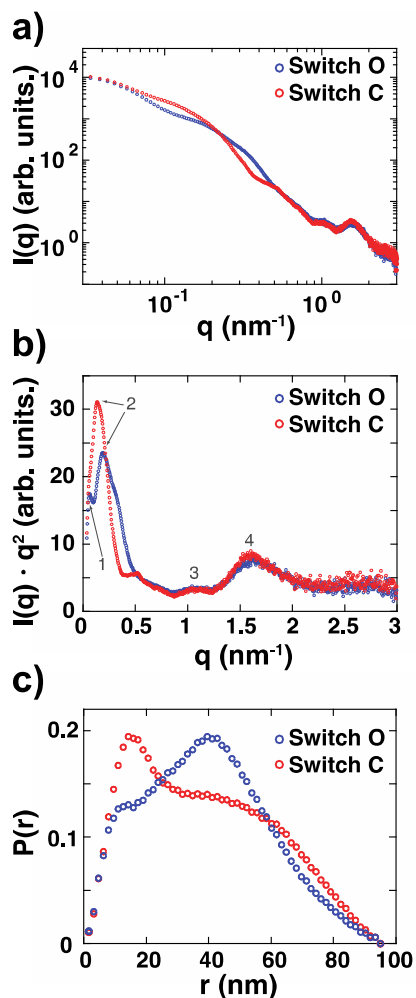 a)
Switch O
Switch C
10⁴
10²
10⁰
I(q) (arb. units.)
10⁻¹ 10⁰
q (nm⁻¹)
b)
Switch O
Switch C
30
20
10
0
I(q) · q² (arb. units.)
2
1
3
4
0 0.5 1 1.5 2 2.5 3
q (nm⁻¹)
c)
Switch O
Switch C
0.2
0.1
0
P(r)
0 20 40 60 80 100
r (nm)